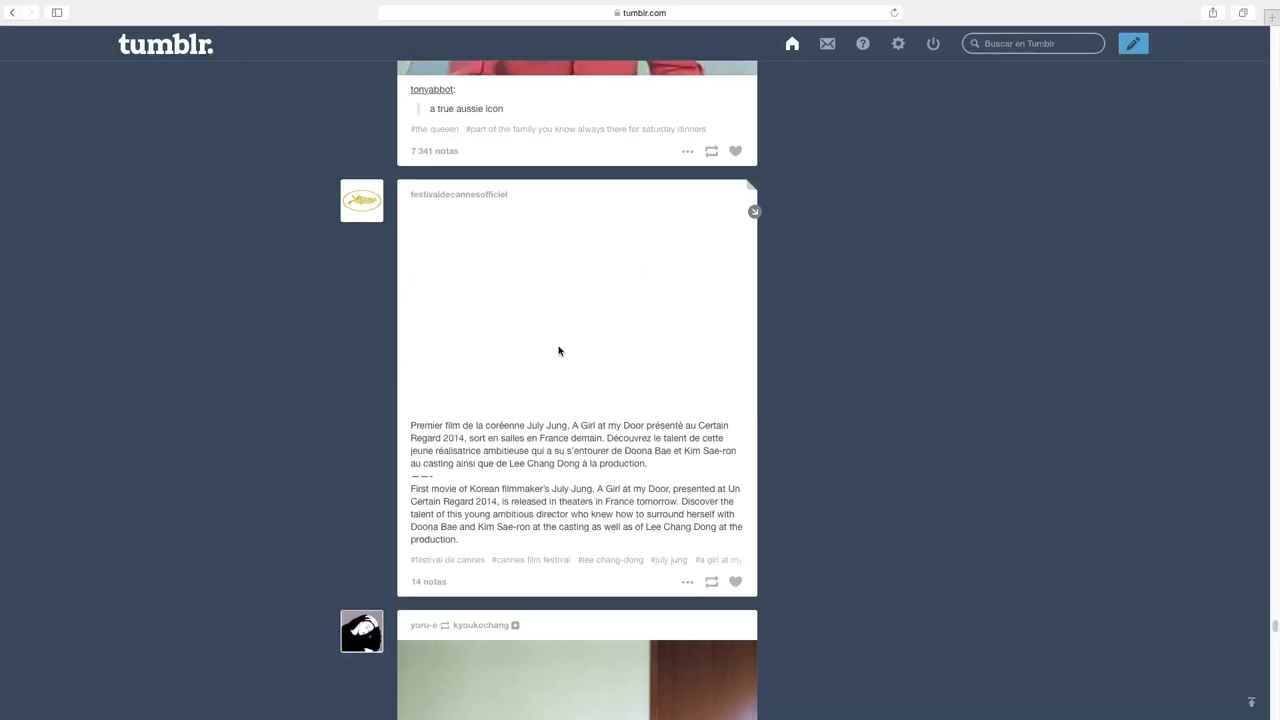 tumblr.com
tumblr.
Buscar en Tumblr
tonyabbot:
a true aussie icon
#the queeen #part of the family you know always there for saturday dinners
7 341 notas
festivaldecannesofficiel
Premier film de la coréenne July Jung, A Girl at my Door présenté au Certain
Regard 2014, sort en salles en France demain. Découvrez le talent de cette
jeune réalisatrice ambitieuse qui a su s'entourer de Doona Bae et Kim Sae-ron
au casting ainsi que de Lee Chang Dong à la production.
——-
First movie of Korean filmmaker's July Jung, A Girl at my Door, presented at Un
Certain Regard 2014, is released in theaters in France tomorrow. Discover the
talent of this young ambitious director who knew how to surround herself with
Doona Bae and Kim Sae-ron at the casting as well as of Lee Chang Dong at the
production.
#festival de cannes #cannes film festival #lee chang-dong #july jung #a girl at my
14 notas
yoru-e kyoukochang